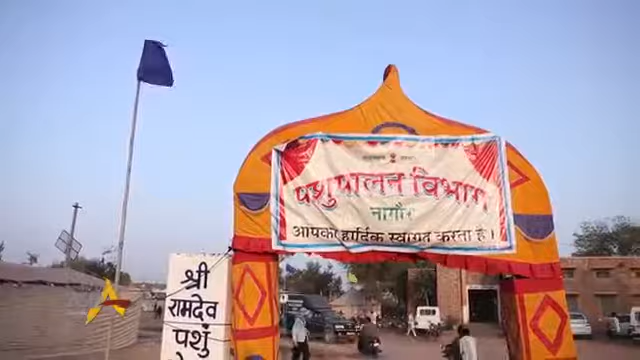 पशुपालन विभाग
नागौर
आपका हार्दिक स्वागत करता है।
श्री
रामदेव
पशु